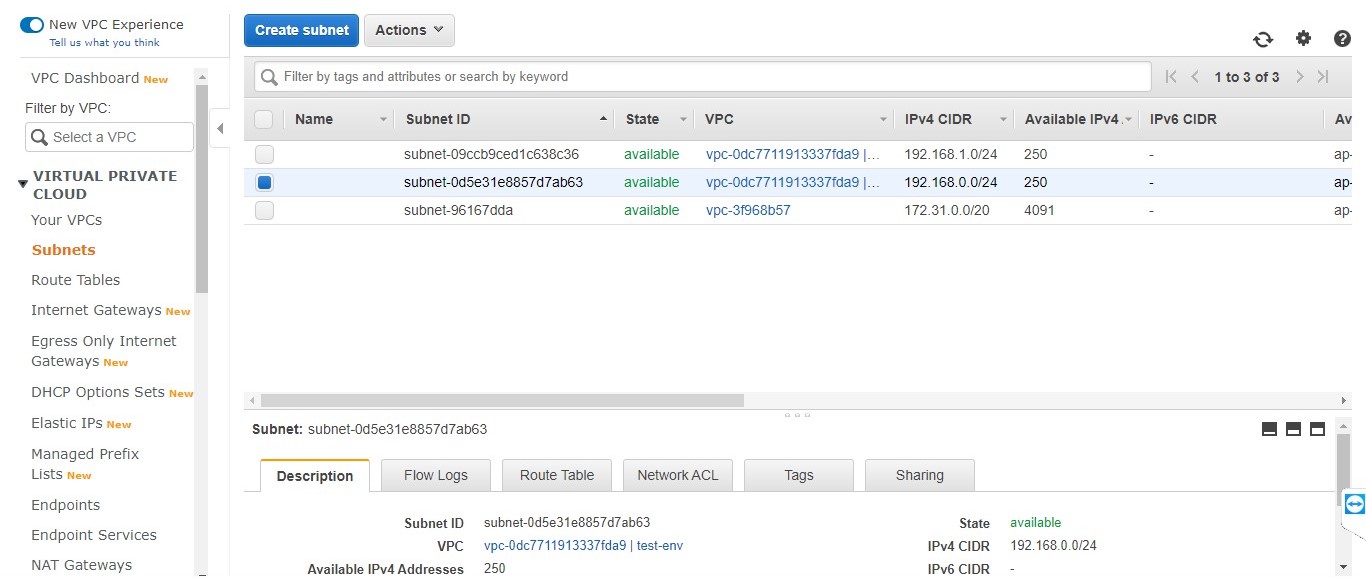 New VPC Experience
Tell us what you think
VPC Dashboard New
Filter by VPC:
Select a VPC
VIRTUAL PRIVATE
CLOUD
Your VPCs
Subnets
Route Tables
Internet Gateways New
Egress Only Internet
Gateways New
DHCP Options Sets New
Elastic IPs New
Managed Prefix
Lists New
Endpoints
Endpoint Services
NAT Gateways
Create subnet Actions
Filter by tags and attributes or search by keyword
1 to 3 of 3
Name Subnet ID State VPC IPv4 CIDR Available IPv4 IPv6 CIDR Av
subnet-09ccb9ced1c638c36 available vpc-0dc7711913337fda9 |... 192.168.1.0/24 250 - ap-
subnet-0d5e31e8857d7ab63 available vpc-0dc7711913337fda9 |... 192.168.0.0/24 250 - ap-
subnet-96167dda available vpc-3f968b57 172.31.0.0/20 4091 - ap-
Subnet: subnet-0d5e31e8857d7ab63
Description Flow Logs Route Table Network ACL Tags Sharing
Subnet ID subnet-0d5e31e8857d7ab63 State available
VPC vpc-0dc7711913337fda9 | test-env IPv4 CIDR 192.168.0.0/24
Available IPv4 Addresses 250 IPv6 CIDR -